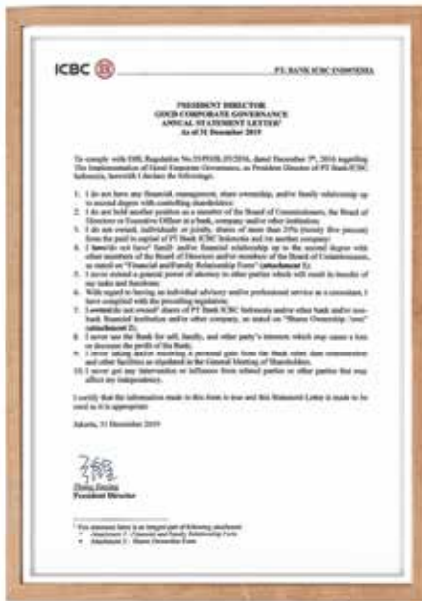 ICBC
PT. BANK ICBC INDONESIA
PRESIDENT DIRECTOR
GOOD CORPORATE GOVERNANCE
ANNUAL STATEMENT LETTER¹
As of 31 December 2019
To comply with OJK Regulation No.55/POJK.03/2016, dated December 7th, 2016 regarding
The Implementation of Good Corporate Governance, as President Director of PT Bank ICBC
Indonesia, herewith I declare the followings:
1. I do not have any financial, management, share ownership, and/or family relationship up
to second degree with controlling shareholders;
2. I do not hold another position as a member of the Board of Commissioners, the Board of
Directors or Executive Officer at a bank, company and/or other institutions;
3. I do not owned, individually or jointly, shares of more than 25% (twenty five percent)
from the paid in capital of PT Bank ICBC Indonesia and/or another company;
4. I have/do not have² family and/or financial relationship up to the second degree with
other members of the Board of Directors and/or members of the Board of Commissioners,
as stated on "Financial and Family Relationship Form" (attachment 1);
5. I never extend a general power of attorney to other parties which will result in transfer of
my tasks and functions;
6. With regard to having an individual advisory and/or professional service as a consultant, I
have complied with the prevailing regulation;
7. I owned/do not owned² shares of PT Bank ICBC Indonesia and/or other bank and/or non-
bank financial institution and/or other company, as stated on "Shares Ownership Form"
(attachment 2);
8. I never use the Bank for self, family, and other party's interests which may cause a loss
or decrease the profit of the Bank;
9. I never taking and/or receiving a personal gain from the Bank other than remuneration
and other facilities as stipulated in the General Meeting of Shareholders;
10. I never got any intervention or influence from related parties or other parties that may
affect my independency.
I certify that the information made in this form is true and this Statement Letter is made to be
used as it is appropriate.
Jakarta, 31 December 2019
President Director
¹ This statement letter is an integral part of following attachment:
• Attachment 1 : Financial and Family Relationship Form
• Attachment 2 : Shares Ownership Form